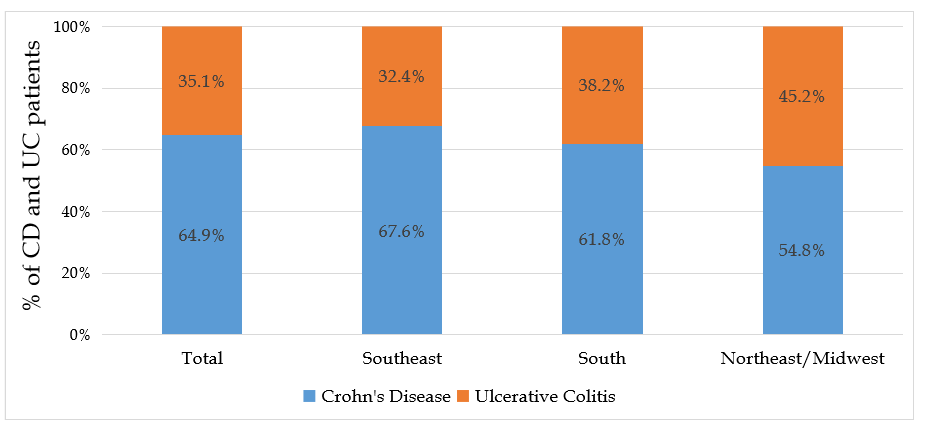 % of CD and UC patients
100%
80%
60%
40%
20%
0%
35.1%
32.4%
38.2%
45.2%
64.9%
67.6%
61.8%
54.8%
Total
Southeast
South
Northeast/Midwest
Crohn's Disease
Ulcerative Colitis